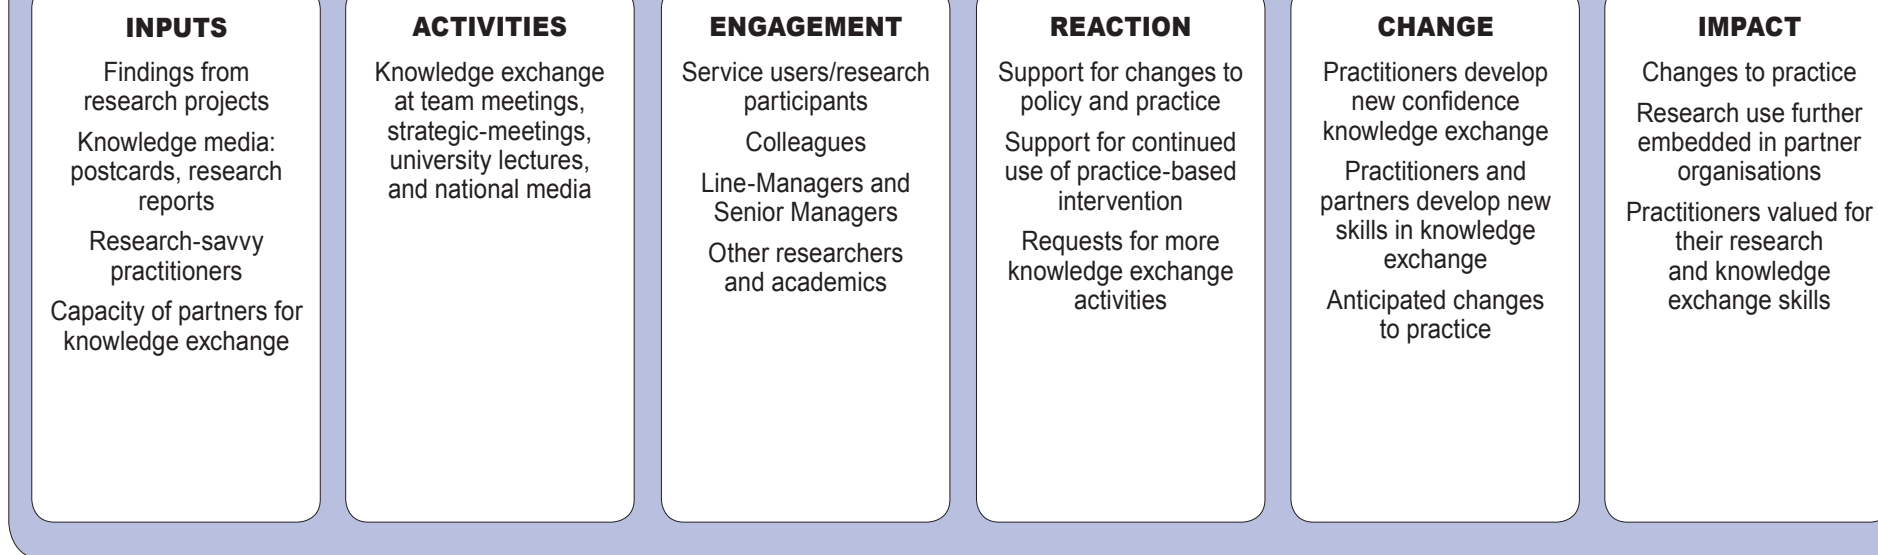 INPUTS
Findings from
research projects
Knowledge media:
postcards, research
reports
Research-savvy
practitioners
Capacity of partners for
knowledge exchange
ACTIVITIES
Knowledge exchange
at team meetings,
strategic-meetings,
university lectures,
and national media
ENGAGEMENT
Service users/research
participants
Colleagues
Line-Managers and
Senior Managers
Other researchers
and academics
REACTION
Support for changes to
policy and practice
Support for continued
use of practice-based
intervention
Requests for more
knowledge exchange
activities
CHANGE
Practitioners develop
new confidence
knowledge exchange
Practitioners and
partners develop new
skills in knowledge
exchange
Anticipated changes
to practice
IMPACT
Changes to practice
Research use further
embedded in partner
organisations
Practitioners valued for
their research
and knowledge
exchange skills